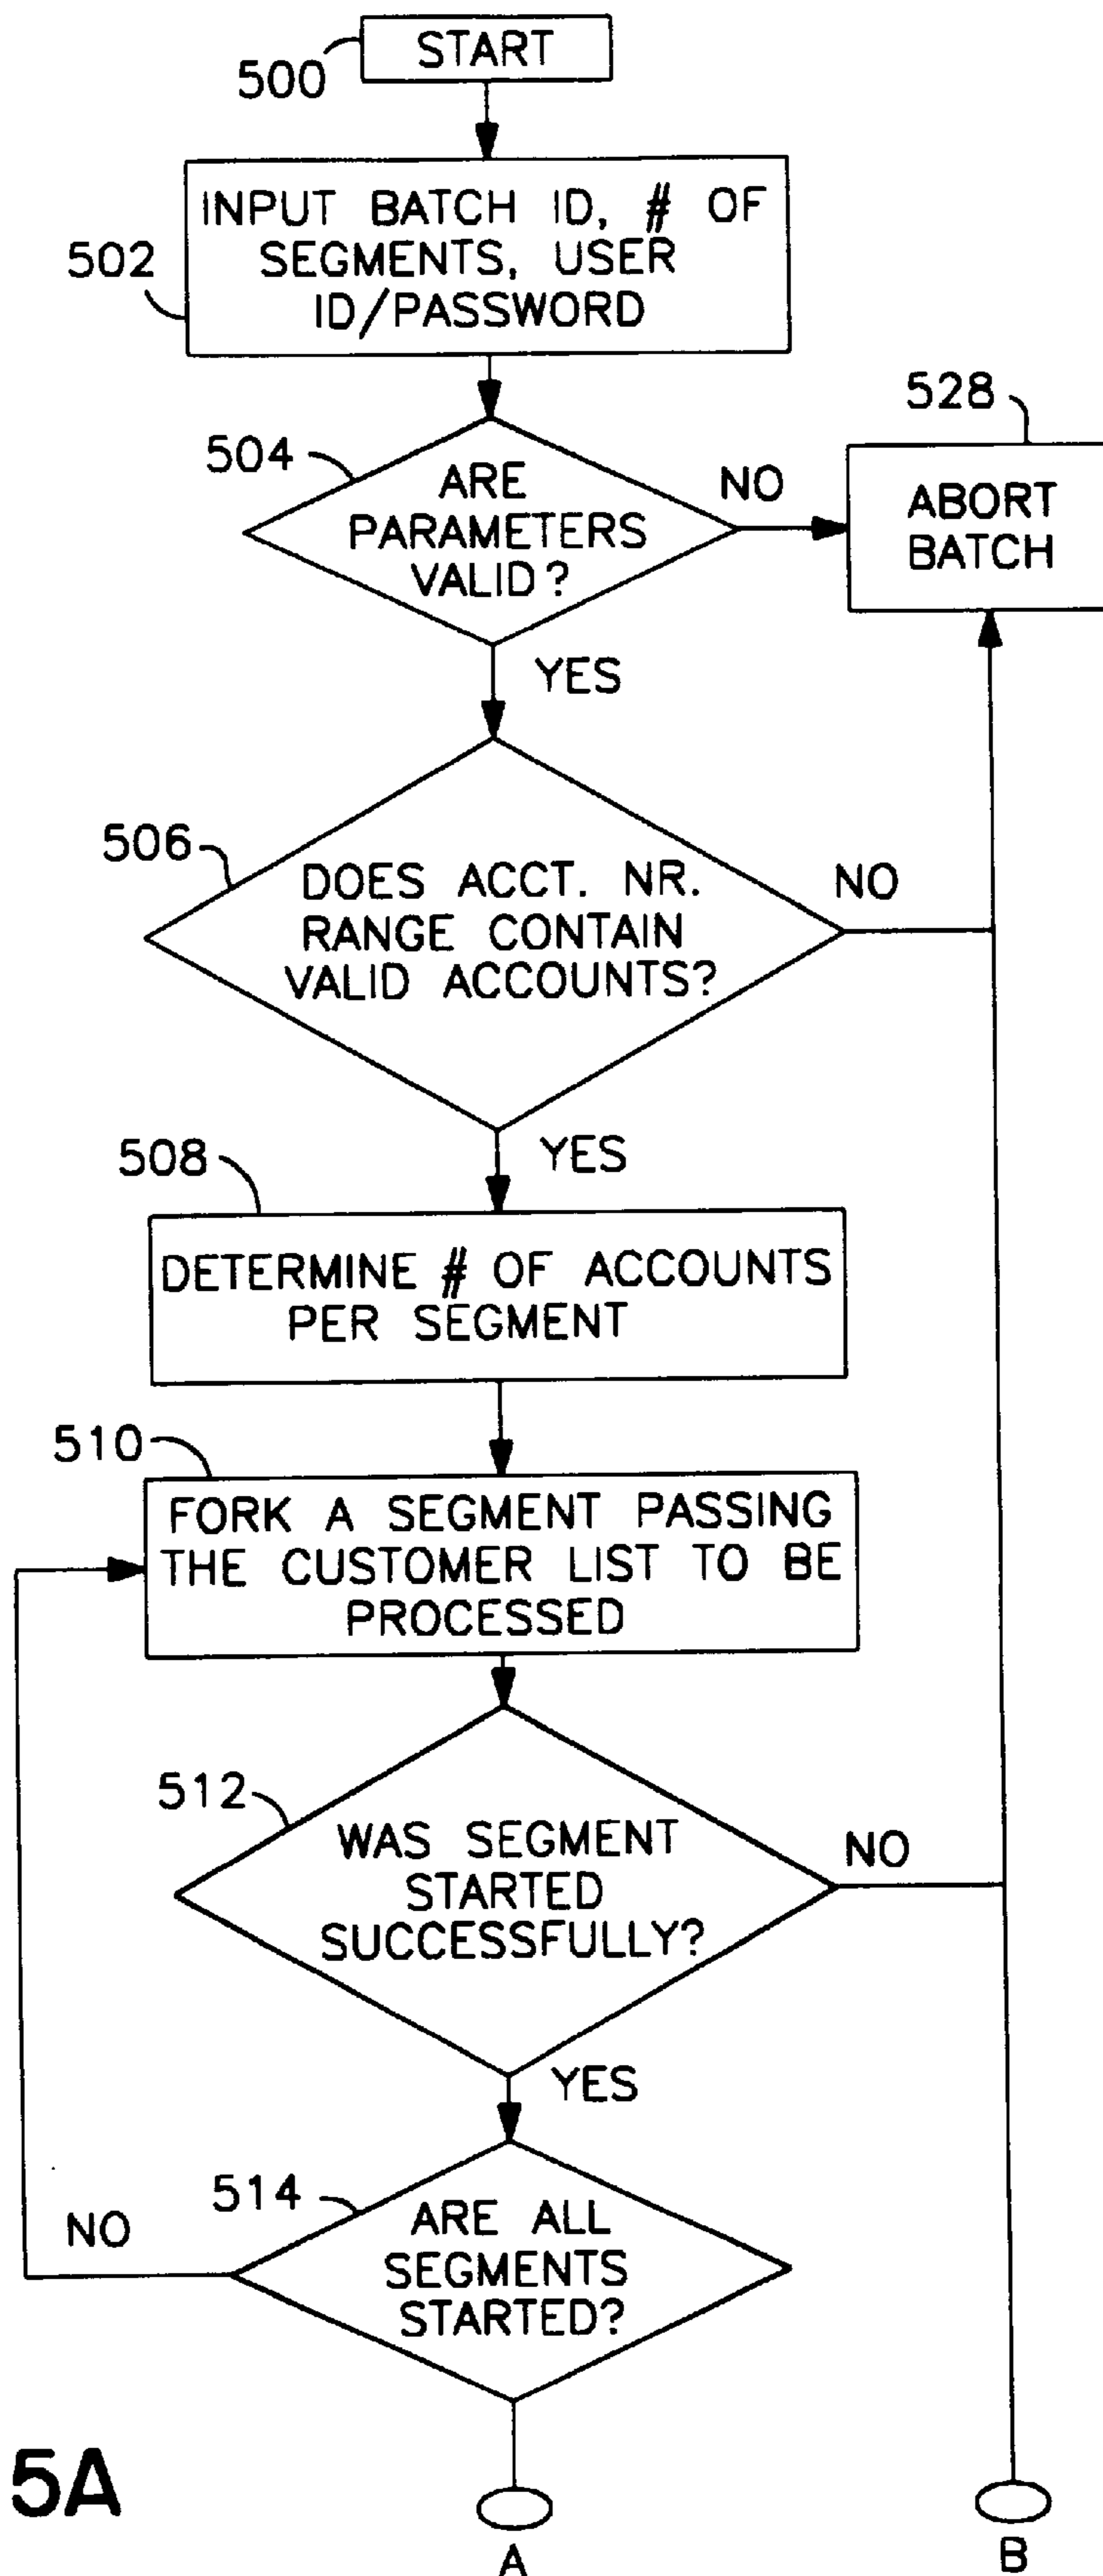 500
START
502
INPUT BATCH ID, # OF
SEGMENTS, USER
ID/PASSWORD
504
ARE
PARAMETERS
VALID?
NO
528
ABORT
BATCH
YES
506
DOES ACCT. NR.
RANGE CONTAIN
VALID ACCOUNTS?
NO
YES
508
DETERMINE # OF ACCOUNTS
PER SEGMENT
510
FORK A SEGMENT PASSING
THE CUSTOMER LIST TO BE
PROCESSED
512
WAS SEGMENT
STARTED
SUCCESSFULLY?
NO
YES
514
ARE ALL
SEGMENTS
STARTED?
NO
5A
A
B